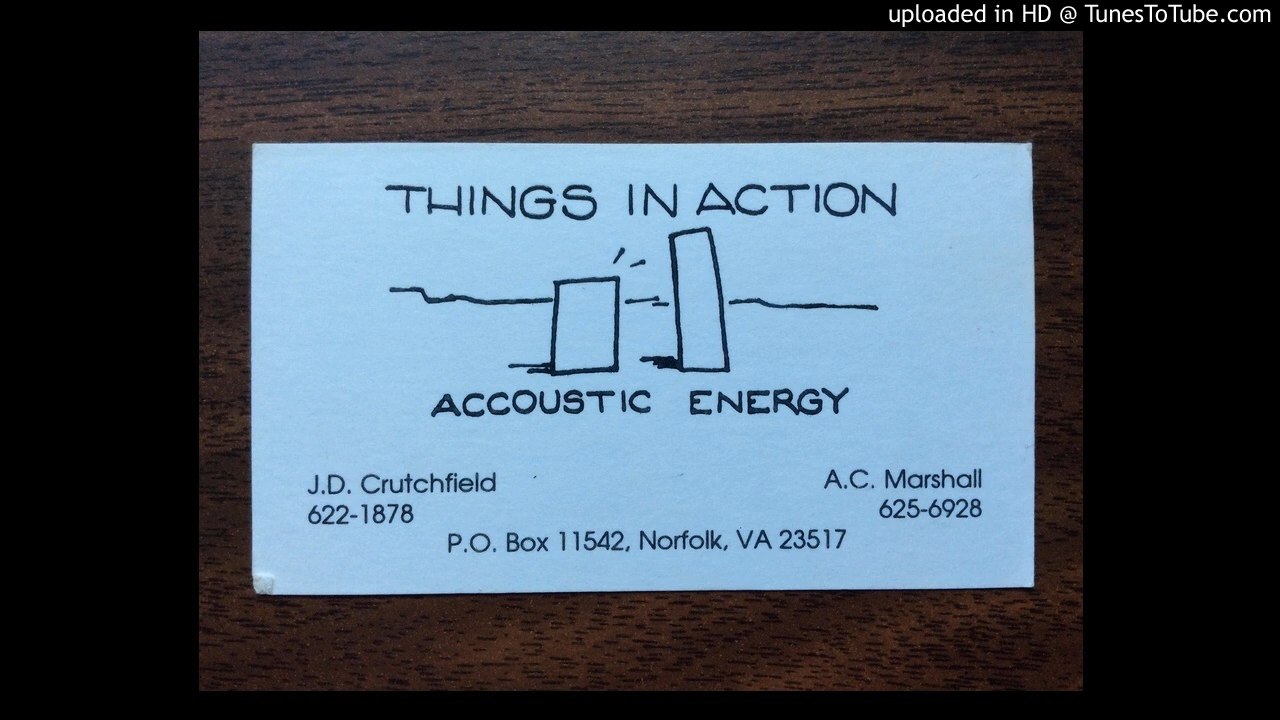 uploaded in HD @ TunesToTube.com
THINGS IN ACTION
ACCOUSTIC ENERGY
J.D. Crutchfield
A.C. Marshall
622-1878
625-6928
P.O. Box 11542, Norfolk, VA 23517